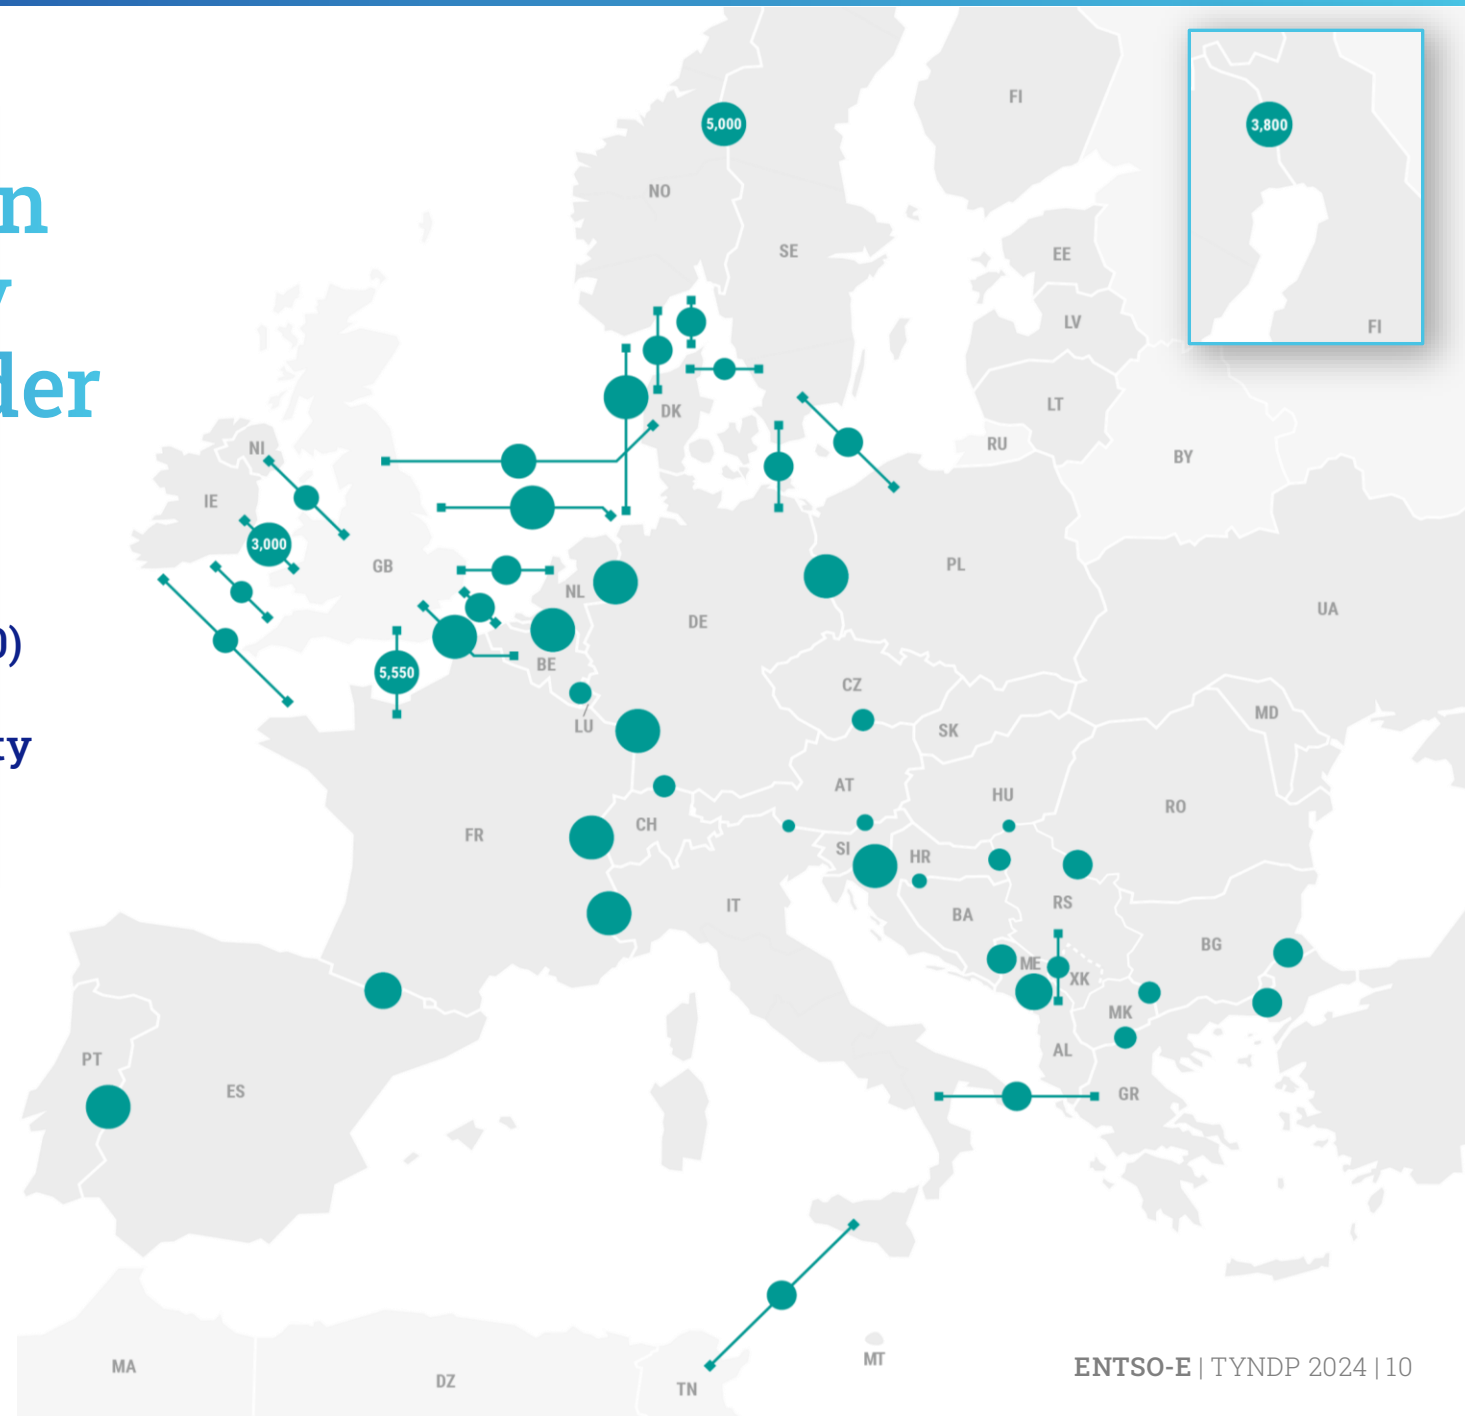 n
y
der
0)
ty
5,000
3,800
FI
NO
SE
EE
FI
LV
LT
DK
RU
NI
BY
IE
3,000
GB
PL
NL
UA
DE
BE
5,550
CZ
LU
MD
SK
AT
HU
RO
FR
CH
SI
HR
RS
IT
BA
BG
ME
XK
MK
AL
PT
ES
GR
MT
MA
DZ
TN
ENTSO-E | TYNDP 2024 | 10